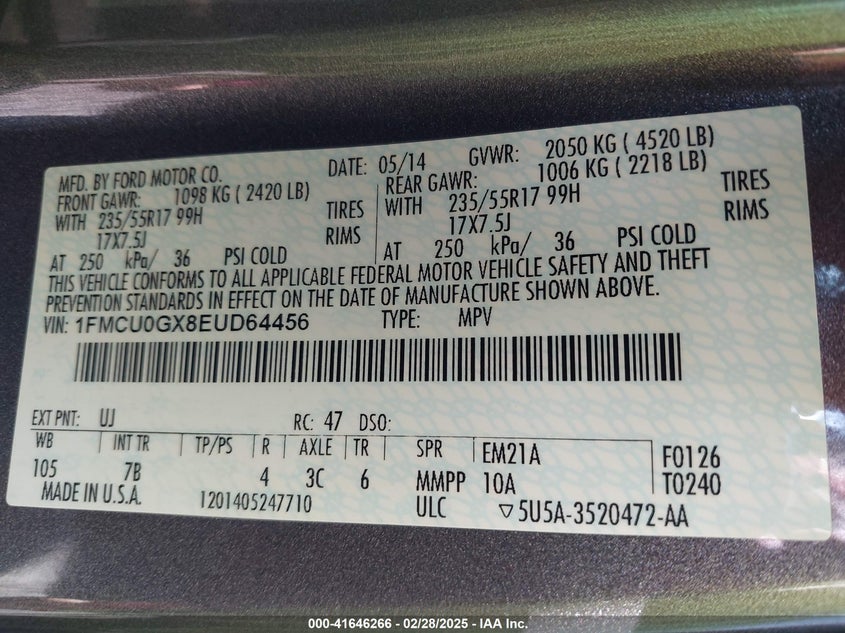 MFD. BY FORD MOTOR CO. DATE: 05/14 GVWR: 2050 KG ( 4520 LB)
FRONT GAWR: 1098 KG ( 2420 LB) REAR GAWR: 1006 KG ( 2218 LB)
WITH 235/55R17 99H TIRES WITH 235/55R17 99H TIRES
17X7.5J RIMS 17X7.5J RIMS
AT 250 kPa/ 36 PSI COLD AT 250 kPa/ 36 PSI COLD
THIS VEHICLE CONFORMS TO ALL APPLICABLE FEDERAL MOTOR VEHICLE SAFETY AND THEFT
PREVENTION STANDARDS IN EFFECT ON THE DATE OF MANUFACTURE SHOWN ABOVE.
VIN: 1FMCU0GX8EUD64456 TYPE: MPV
EXT PNT: UJ RC: 47 DSO:
WB INT TR TP/PS R AXLE TR SPR EM21A F0126
105 7B 4 3C 6 MMPP 10A T0240
MADE IN U.S.A. 1201405247710 ULC ▽5U5A-3520472-AA
000-41646266 - 02/28/2025 - IAA Inc.